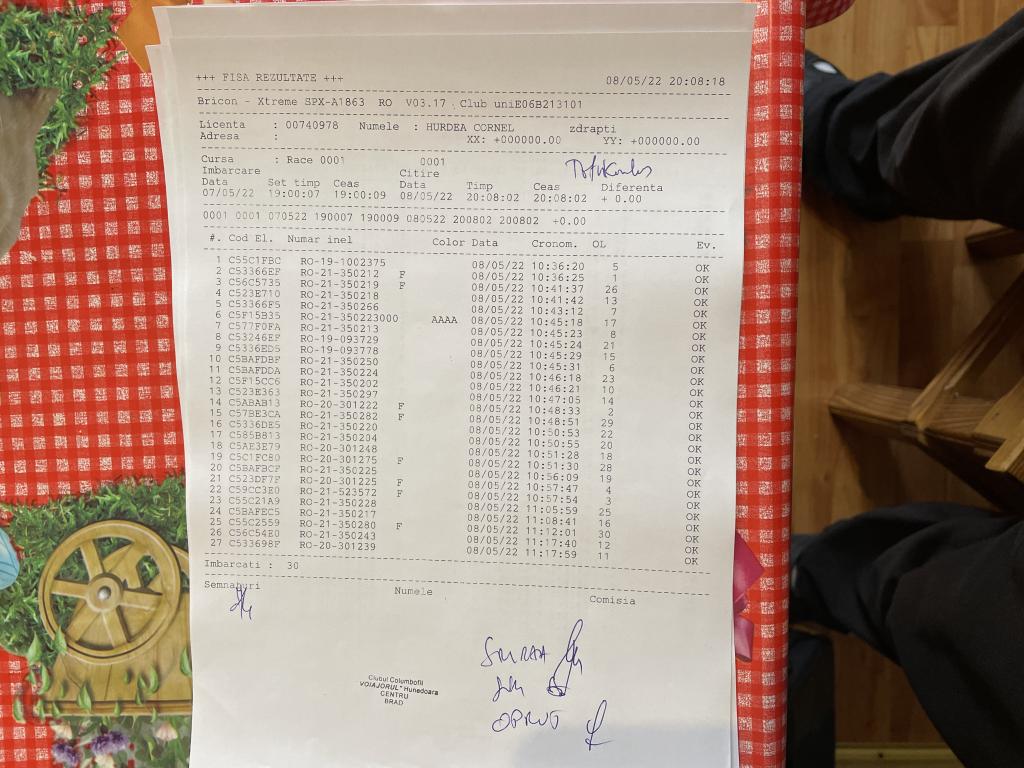 +++ FISA REZULTATE +++ 08/05/22 20:08:18
Bricon - Xtreme SPX-A1863 RO V03.17 Club uniE06B213101
Licenta : 00740978 Numele : HURDEA CORNEL zdrapti
Adresa : XX: +000000.00 YY: +000000.00
Cursa : Race 0001 0001
Imbarcare Citire
Data Set timp Ceas Data Timp Ceas Diferenta
07/05/22 19:00:07 19:00:09 08/05/22 20:08:02 20:08:02 + 0.00
0001 0001 070522 190007 190009 080522 200802 200802 +0.00
#. Cod El. Numar inel Color Data Cronom. OL Ev.
1 C55C1FBC RO-19-1002375 08/05/22 10:36:20 5 OK
2 C53366EF RO-21-350212 F 08/05/22 10:36:25 1 OK
3 C56C5735 RO-21-350219 F 08/05/22 10:41:37 26 OK
4 C523E710 RO-21-350218 08/05/22 10:41:42 13 OK
5 C53366F5 RO-21-350266 08/05/22 10:43:12 7 OK
6 C5F15B35 RO-21-350223000 AAAA 08/05/22 10:45:18 17 OK
7 C577F0FA RO-21-350213 08/05/22 10:45:23 8 OK
8 C53246EF RO-19-093729 08/05/22 10:45:24 21 OK
9 C5336ED5 RO-19-093778 08/05/22 10:45:29 15 OK
10 C5BAFDBF RO-21-350250 08/05/22 10:45:31 6 OK
11 C5BAFDDA RO-21-350224 08/05/22 10:46:18 23 OK
12 C5F15CC6 RO-21-350202 08/05/22 10:46:21 10 OK
13 C523E363 RO-21-350297 08/05/22 10:47:05 14 OK
14 C5ABAB13 RO-20-301222 F 08/05/22 10:48:33 2 OK
15 C57BE3CA RO-21-350282 F 08/05/22 10:48:51 29 OK
16 C5336DE5 RO-21-350220 08/05/22 10:50:53 22 OK
17 C585B813 RO-21-350204 08/05/22 10:50:55 20 OK
18 C5AE3E79 RO-20-301248 08/05/22 10:51:28 18 OK
19 C5C1FCB0 RO-20-301275 F 08/05/22 10:51:30 28 OK
20 C5BAFBCF RO-21-350225 08/05/22 10:56:09 19 OK
21 C523DF7F RO-20-301225 F 08/05/22 10:57:47 4 OK
22 C59CC3E0 RO-21-523572 F 08/05/22 10:57:54 3 OK
23 C55C21A9 RO-21-350228 08/05/22 11:05:59 25 OK
24 C5BAFEC5 RO-21-350217 08/05/22 11:08:41 16 OK
25 C55C2559 RO-21-350280 F 08/05/22 11:12:01 30 OK
26 C56C54E0 RO-21-350243 08/05/22 11:17:40 12 OK
27 C533698F RO-20-301239 08/05/22 11:17:59 11 OK
Imbarcati : 30
Semnaturi Numele Comisia
Clubul Columbofil
"VOIAJORUL" Hunedoara
CENTRU
BRAD